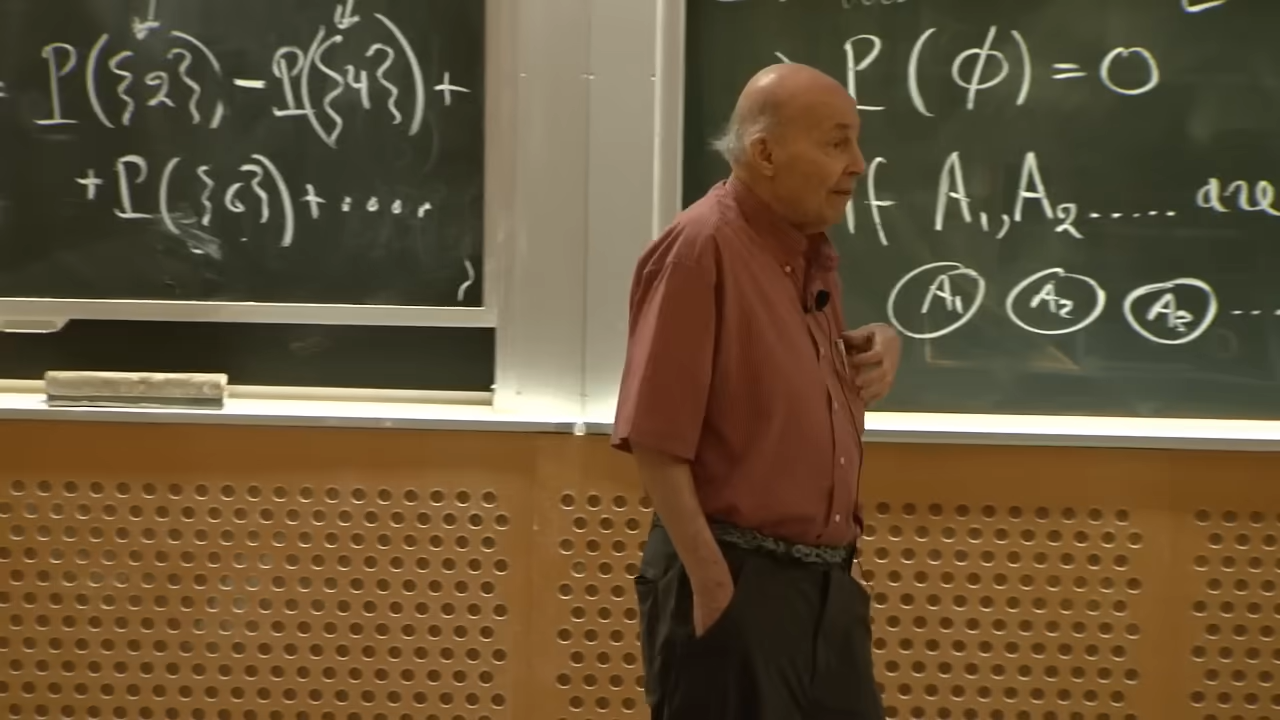 = P({2}) - P({4}) +
+ P({6}) + .....
P(ϕ) = 0
if A₁, A₂ ...... are
A₁ A₂ A₃ ...